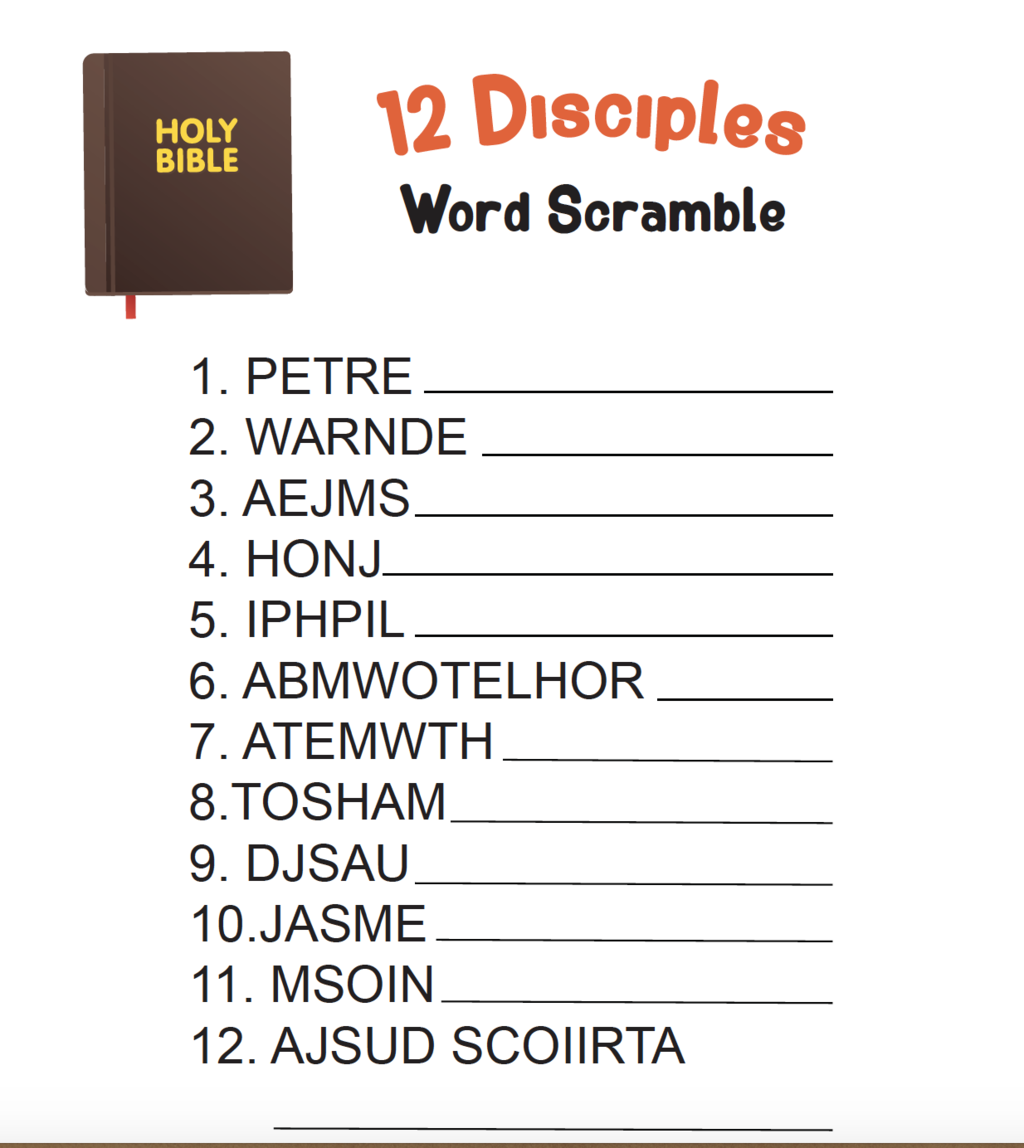 HOLY
BIBLE
12 Disciples
Word Scramble
1. PETRE
2. WARNDE
3. AEJMS
4. HONJ
5. IPHPIL
6. ABMWOTELHOR
7. ATEMWTH
8.TOSHAM
9. DJSAU
10.JASME
11. MSOIN
12. AJSUD SCOIIRTA